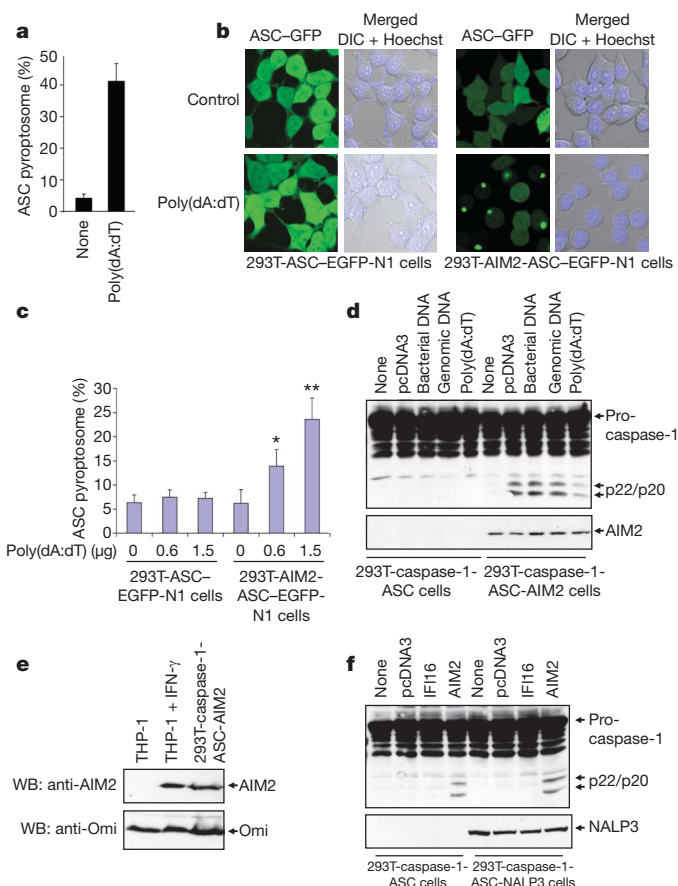 a
ASC pyroptosome (%)
50
40
30
20
10
0
None
Poly(dA:dT)
b
ASC–GFP
Merged
DIC + Hoechst
ASC–GFP
Merged
DIC + Hoechst
Control
Poly(dA:dT)
293T-ASC–EGFP-N1 cells
293T-AIM2-ASC–EGFP-N1 cells
c
ASC pyroptosome (%)
30
25
20
15
10
5
0
*
**
Poly(dA:dT) (µg)
0
0.6
1.5
0
0.6
1.5
293T-ASC–
EGFP-N1 cells
293T-AIM2-
ASC–EGFP-
N1 cells
d
None
pcDNA3
Bacterial DNA
Genomic DNA
Poly(dA:dT)
None
pcDNA3
Bacterial DNA
Genomic DNA
Poly(dA:dT)
Pro-
caspase-1
p22/p20
AIM2
293T-caspase-1-
ASC cells
293T-caspase-1-
ASC-AIM2 cells
e
THP-1
THP-1 + IFN-γ
293T-caspase-1-
ASC-AIM2
WB: anti-AIM2
AIM2
WB: anti-Omi
Omi
f
None
pcDNA3
IFI16
AIM2
None
pcDNA3
IFI16
AIM2
Pro-
caspase-1
p22/p20
NALP3
293T-caspase-1-
ASC cells
293T-caspase-1-
ASC-NALP3 cells